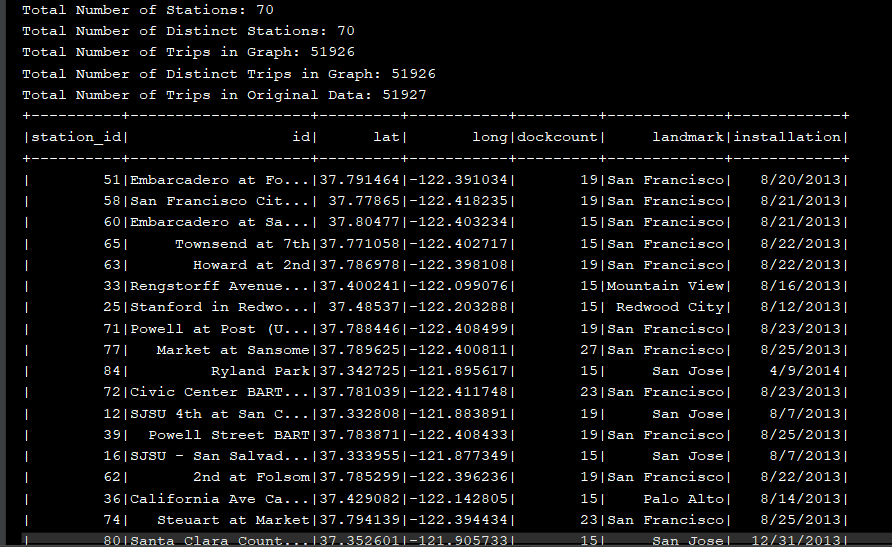 Total Number of Stations: 70
Total Number of Distinct Stations: 70
Total Number of Trips in Graph: 51926
Total Number of Distinct Trips in Graph: 51926
Total Number of Trips in Original Data: 51927
+----------+--------------------+---------+-----------+---------+-------------+------------+
|station_id|                  id|      lat|       long|dockcount|     landmark|installation|
+----------+--------------------+---------+-----------+---------+-------------+------------+
|        51|Embarcadero at Fo...|37.791464|-122.391034|       19|San Francisco|   8/20/2013|
|        58|San Francisco Cit...| 37.77865|-122.418235|       19|San Francisco|   8/21/2013|
|        60|Embarcadero at Sa...| 37.80477|-122.403234|       15|San Francisco|   8/21/2013|
|        65|     Townsend at 7th|37.771058|-122.402717|       15|San Francisco|   8/22/2013|
|        63|       Howard at 2nd|37.786978|-122.398108|       19|San Francisco|   8/22/2013|
|        33|Rengstorff Avenue...|37.400241|-122.099076|       15|Mountain View|   8/16/2013|
|        25|Stanford in Redwo...| 37.48537|-122.203288|       15| Redwood City|   8/12/2013|
|        71|Powell at Post (U...|37.788446|-122.408499|       19|San Francisco|   8/23/2013|
|        77|   Market at Sansome|37.789625|-122.400811|       27|San Francisco|   8/25/2013|
|        84|         Ryland Park|37.342725|-121.895617|       15|     San Jose|    4/9/2014|
|        72|Civic Center BART...|37.781039|-122.411748|       23|San Francisco|   8/23/2013|
|        12|SJSU 4th at San C...|37.332808|-121.883891|       19|     San Jose|    8/7/2013|
|        39|  Powell Street BART|37.783871|-122.408433|       19|San Francisco|   8/25/2013|
|        16|SJSU - San Salvad...|37.333955|-121.877349|       15|     San Jose|    8/7/2013|
|        62|       2nd at Folsom|37.785299|-122.396236|       19|San Francisco|   8/22/2013|
|        36|California Ave Ca...|37.429082|-122.142805|       15|    Palo Alto|   8/14/2013|
|        74|   Steuart at Market|37.794139|-122.394434|       23|San Francisco|   8/25/2013|
|        80|Santa Clara Count...|37.352601|-121.905733|       15|     San Jose|  12/31/2013|